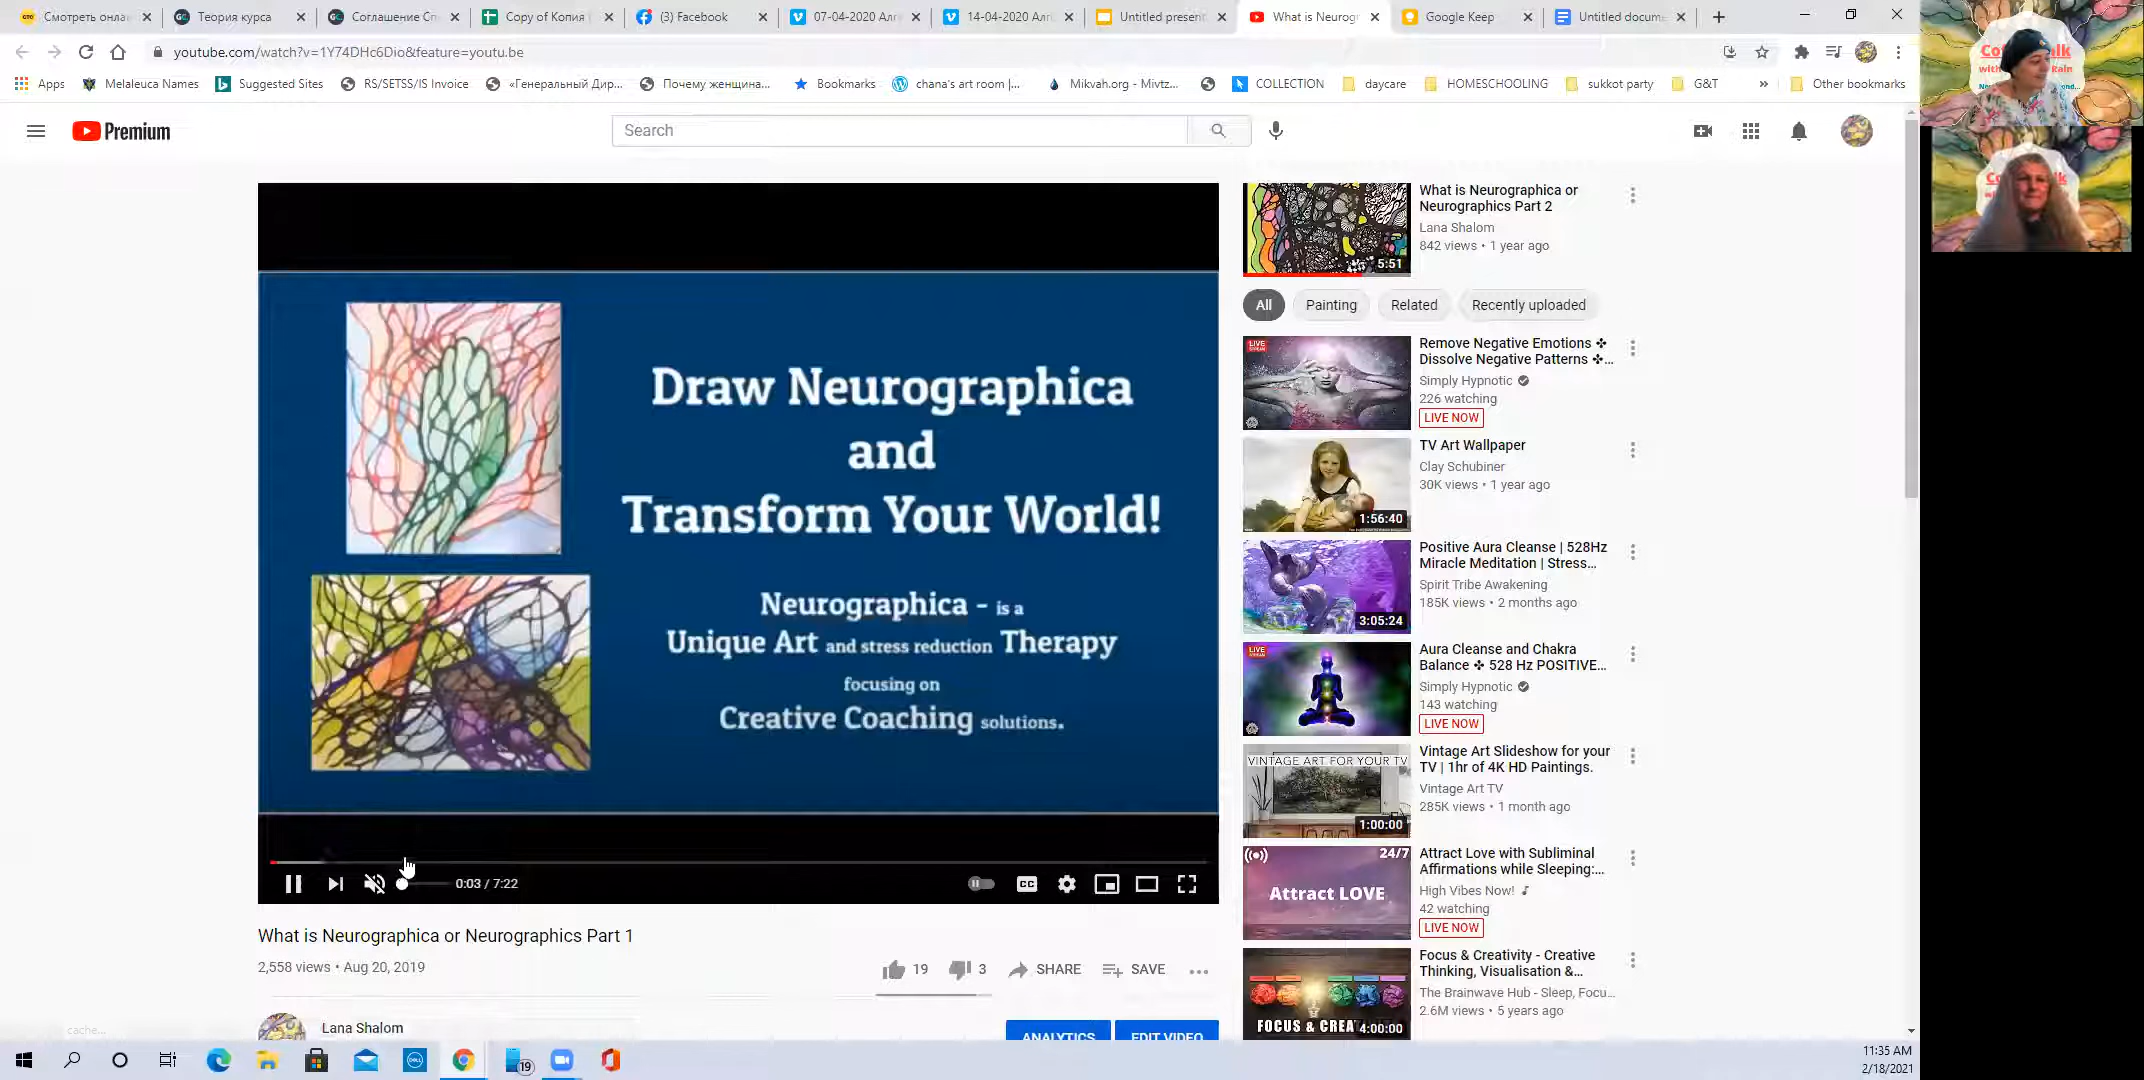 Смотреть онла
Теория курса
Соглашение Сп
Copy of Копия
(3) Facebook
07-04-2020 Алг
14-04-2020 Алг
Untitled present
What is Neurogr
Google Keep
Untitled docum
youtube.com/watch?v=1Y74DHc6Dio&feature=youtu.be
Apps
Melaleuca Names
Suggested Sites
RS/SETSS/IS Invoice
«Генеральный Дир...
Почему женщина...
Bookmarks
chana's art room |...
Mikvah.org - Mivtz...
COLLECTION
daycare
HOMESCHOOLING
sukkot party
G&T
»
Other bookmarks
Premium
Search
Draw Neurographica
and
Transform Your World!
Neurographica - is a
Unique Art and stress reduction Therapy
focusing on
Creative Coaching solutions.
0:03 / 7:22
CC
What is Neurographica or Neurographics Part 1
2,558 views • Aug 20, 2019
19
3
SHARE
SAVE
Lana Shalom
ANALYTICS
EDIT VIDEO
cache...
5:51
What is Neurographica or
Neurographics Part 2
Lana Shalom
842 views • 1 year ago
All
Painting
Related
Recently uploaded
LIVE
Remove Negative Emotions ✤
Dissolve Negative Patterns ✤...
Simply Hypnotic
226 watching
LIVE NOW
1:56:40
TV Art Wallpaper
Clay Schubiner
30K views • 1 year ago
3:05:24
Positive Aura Cleanse | 528Hz
Miracle Meditation | Stress...
Spirit Tribe Awakening
185K views • 2 months ago
LIVE
Aura Cleanse and Chakra
Balance ✤ 528 Hz POSITIVE...
Simply Hypnotic
143 watching
LIVE NOW
VINTAGE ART FOR YOUR TV
1:00:00
Vintage Art Slideshow for your
TV | 1hr of 4K HD Paintings.
Vintage Art TV
285K views • 1 month ago
24/7
Attract LOVE
Attract Love with Subliminal
Affirmations while Sleeping:...
High Vibes Now!
42 watching
LIVE NOW
FOCUS & CREA
4:00:00
Focus & Creativity - Creative
Thinking, Visualisation &...
The Brainwave Hub - Sleep, Focu...
2.6M views • 5 years ago
19
11:35 AM
2/18/2021